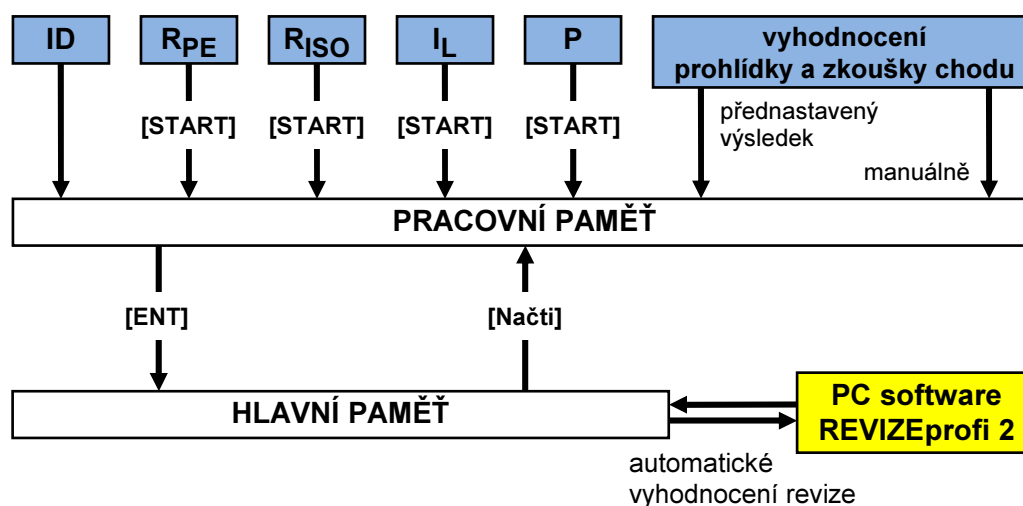 ID
RPE
RISO
IL
P
vyhodnocení
prohlídky a zkoušky chodu
[START]
[START]
[START]
[START]
přednastavený
výsledek
manuálně
PRACOVNÍ PAMĚŤ
[ENT]
[Načti]
HLAVNÍ PAMĚŤ
PC software
REVIZEprofi 2
automatické
vyhodnocení revize